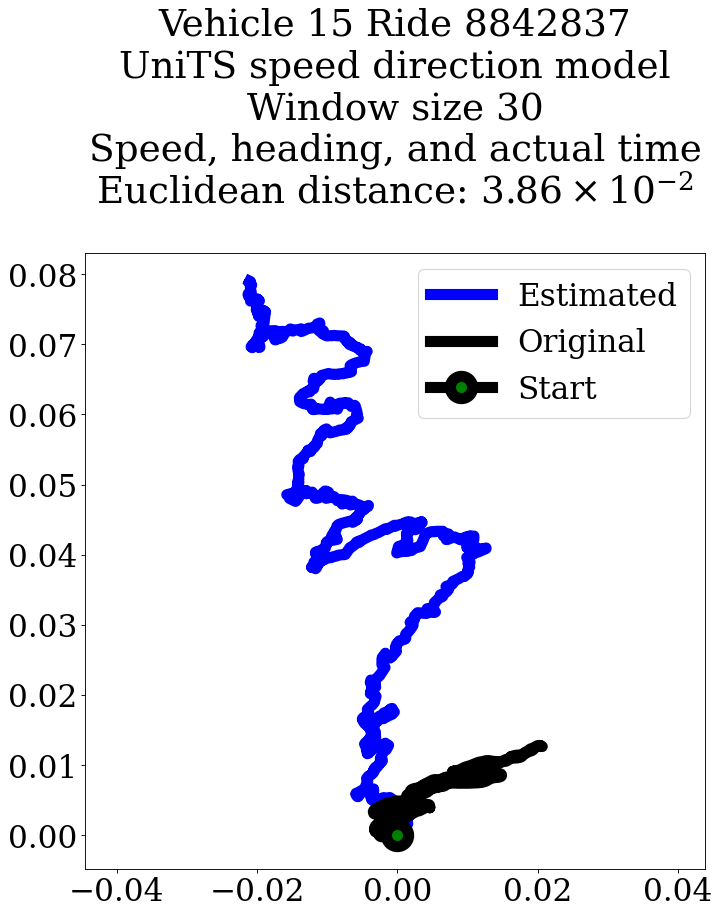 Vehicle 15 Ride 8842837
UniTS speed direction model
Window size 30
Speed, heading, and actual time
Euclidean distance: 3.86 × 10⁻²
Estimated
Original
Start
0.08
0.07
0.06
0.05
0.04
0.03
0.02
0.01
0.00
−0.04 −0.02 0.00 0.02 0.04